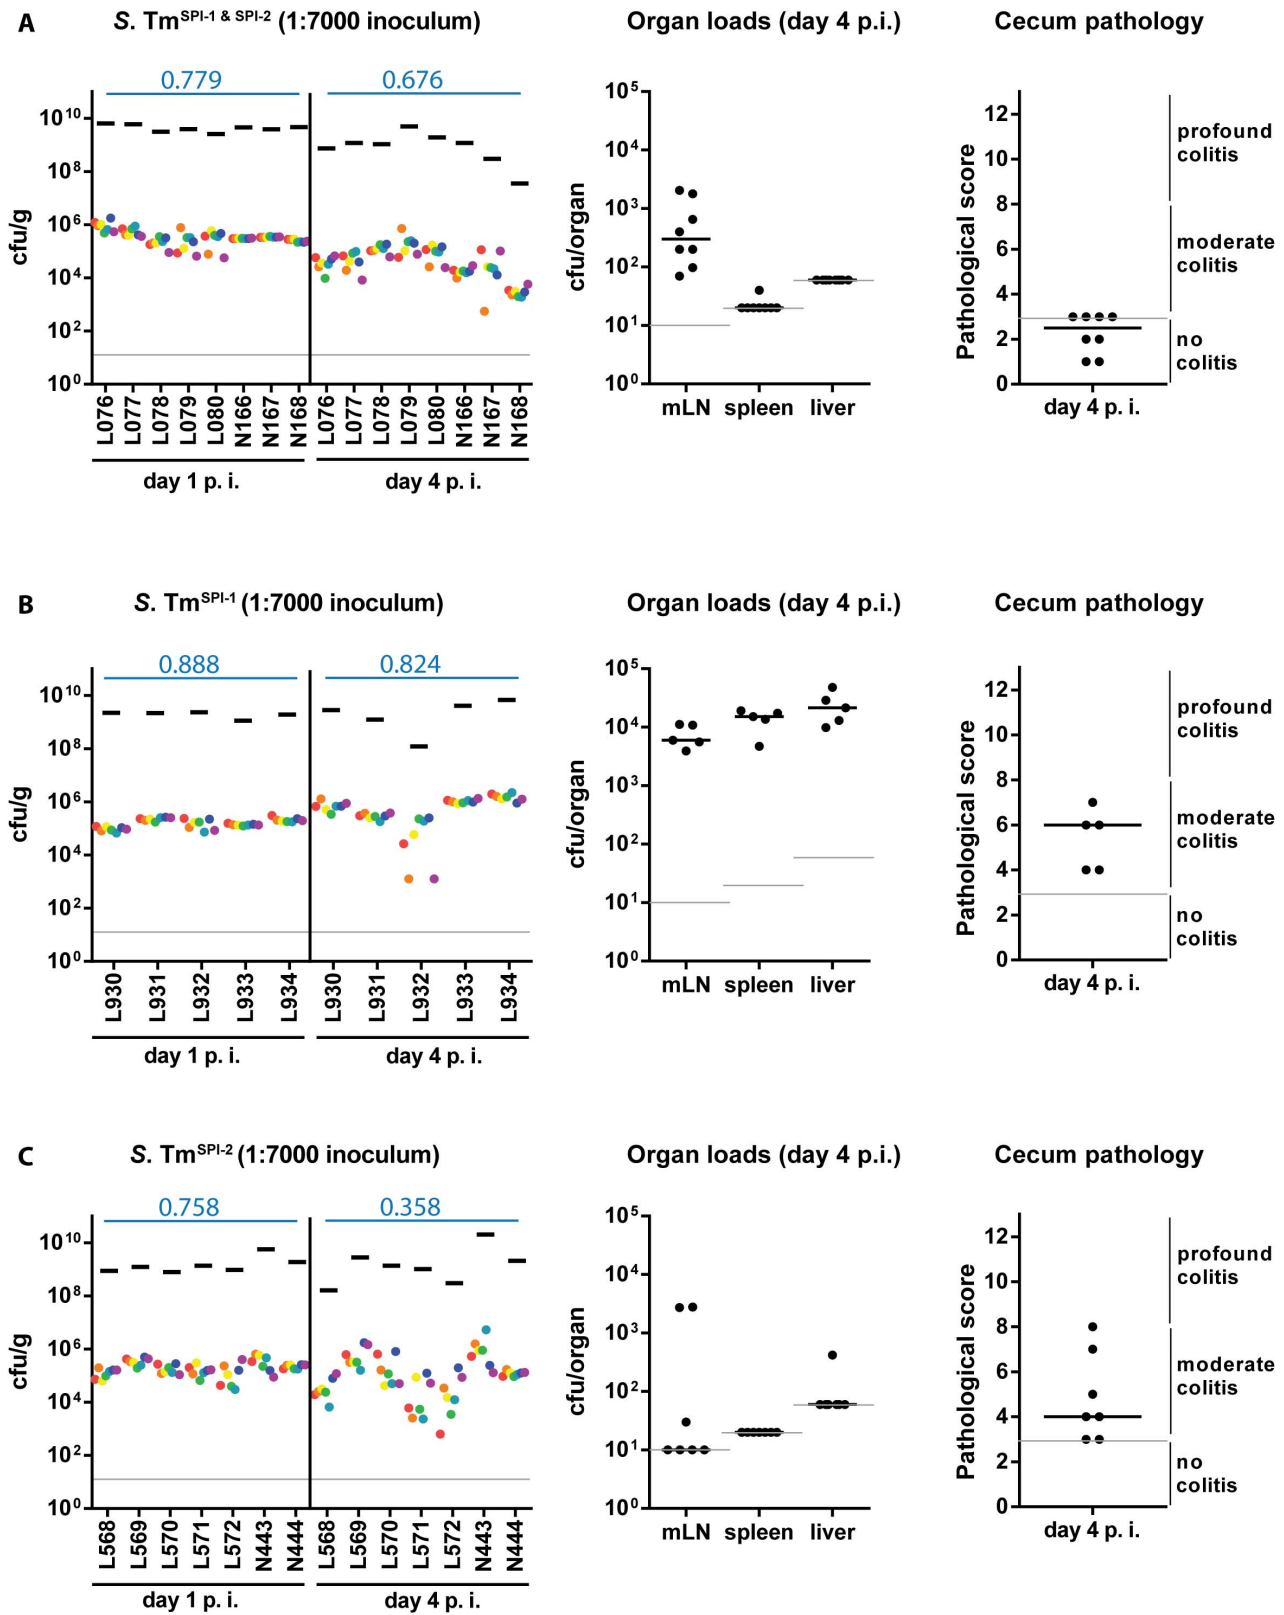 A
S. Tm^SPI-1 & SPI-2 (1:7000 inoculum)
Organ loads (day 4 p.i.)
Cecum pathology
0.779
0.676
cfu/g
10^10
10^8
10^6
10^4
10^2
10^0
L076
L077
L078
L079
L080
N166
N167
N168
L076
L077
L078
L079
L080
N166
N167
N168
day 1 p. i.
day 4 p. i.
cfu/organ
10^5
10^4
10^3
10^2
10^1
10^0
mLN
spleen
liver
Pathological score
12
10
8
6
4
2
0
profound
colitis
moderate
colitis
no
colitis
day 4 p. i.
B
S. Tm^SPI-1 (1:7000 inoculum)
Organ loads (day 4 p.i.)
Cecum pathology
0.888
0.824
cfu/g
10^10
10^8
10^6
10^4
10^2
10^0
L930
L931
L932
L933
L934
L930
L931
L932
L933
L934
day 1 p. i.
day 4 p. i.
cfu/organ
10^5
10^4
10^3
10^2
10^1
10^0
mLN
spleen
liver
Pathological score
12
10
8
6
4
2
0
profound
colitis
moderate
colitis
no
colitis
day 4 p. i.
C
S. Tm^SPI-2 (1:7000 inoculum)
Organ loads (day 4 p.i.)
Cecum pathology
0.758
0.358
cfu/g
10^10
10^8
10^6
10^4
10^2
10^0
L568
L569
L570
L571
L572
N443
N444
L568
L569
L570
L571
L572
N443
N444
day 1 p. i.
day 4 p. i.
cfu/organ
10^5
10^4
10^3
10^2
10^1
10^0
mLN
spleen
liver
Pathological score
12
10
8
6
4
2
0
profound
colitis
moderate
colitis
no
colitis
day 4 p. i.